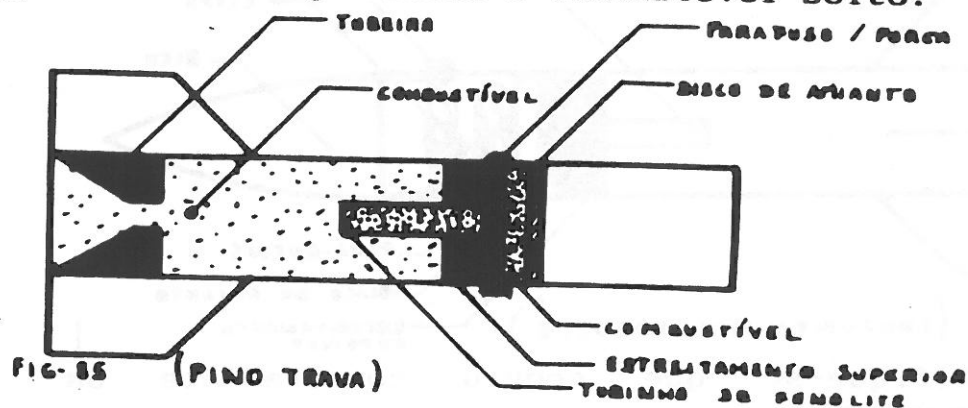 TUBEIRA
PARAFUSO / PORCA
COMBUSTÍVEL
DISCO DE AMIANTO
COMBUSTÍVEL
ESTREITAMENTO SUPERIOR
TUBINHO DE FENOLITE
FIG-85 (PINO TRAVA)